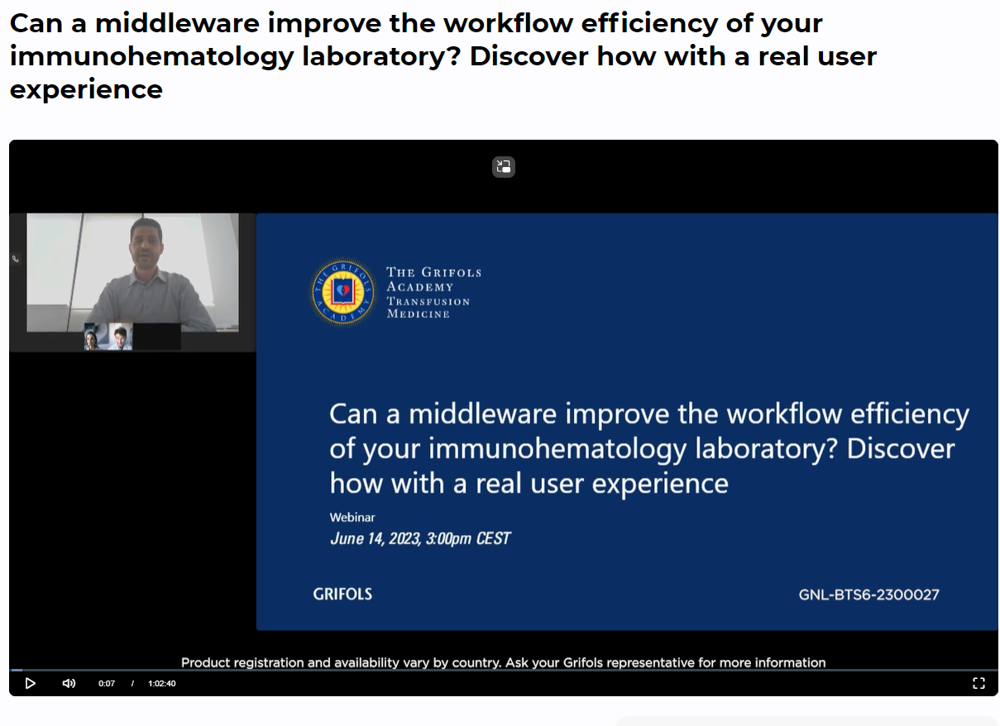 Can a middleware improve the workflow efficiency of your
immunohematology laboratory? Discover how with a real user
experience
THE GRIFOLS ACADEMY
THE GRIFOLS
ACADEMY
TRANSFUSION
MEDICINE
Can a middleware improve the workflow efficiency
of your immunohematology laboratory? Discover
how with a real user experience
Webinar
June 14, 2023, 3:00pm CEST
GRIFOLS
GNL-BTS6-2300027
Product registration and availability vary by country. Ask your Grifols representative for more information
0:07 / 1:02:40